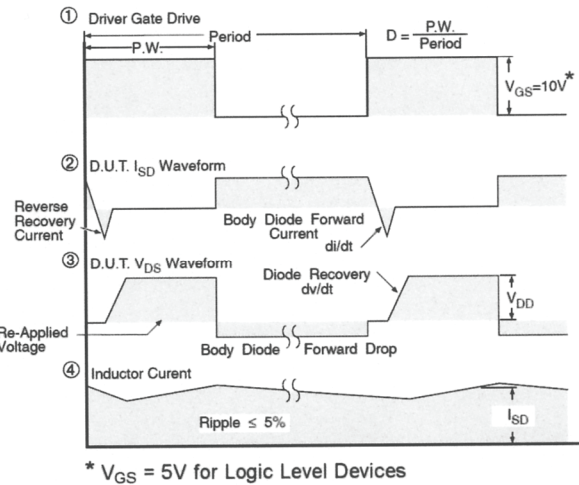 ① Driver Gate Drive
Period
P.W.
D = P.W.
Period
VGS=10V*
② D.U.T. ISD Waveform
Reverse
Recovery
Current
Body Diode Forward
Current
di/dt
③ D.U.T. VDS Waveform
Diode Recovery
dv/dt
VDD
Re-Applied
Voltage
Body Diode
Forward Drop
④ Inductor Curent
Ripple ≤ 5%
ISD
* VGS = 5V for Logic Level Devices